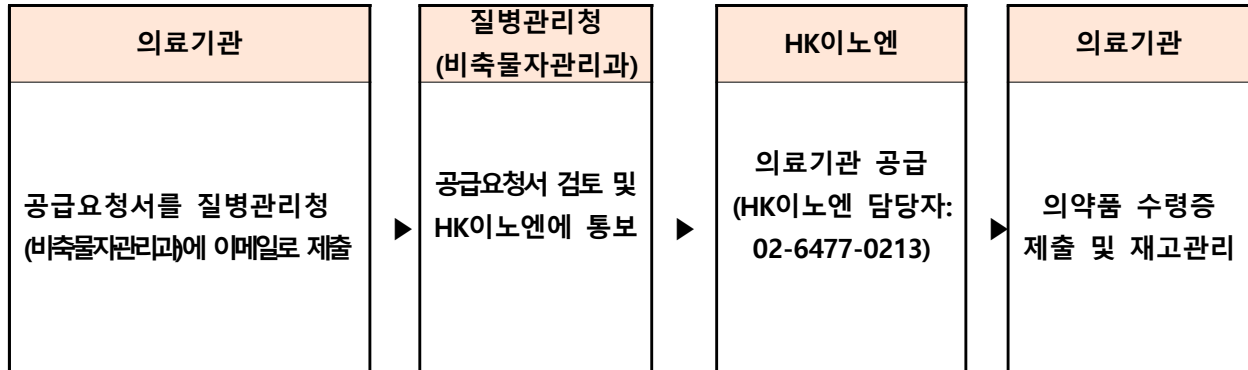 의료기관
공급요청서를 질병관리청
(비축물자관리과)에 이메일로 제출
▶
질병관리청
(비축물자관리과)
공급요청서 검토 및
HK이노엔에 통보
▶
HK이노엔
의료기관 공급
(HK이노엔 담당자:
02-6477-0213)
▶
의료기관
의약품 수령증
제출 및 재고관리